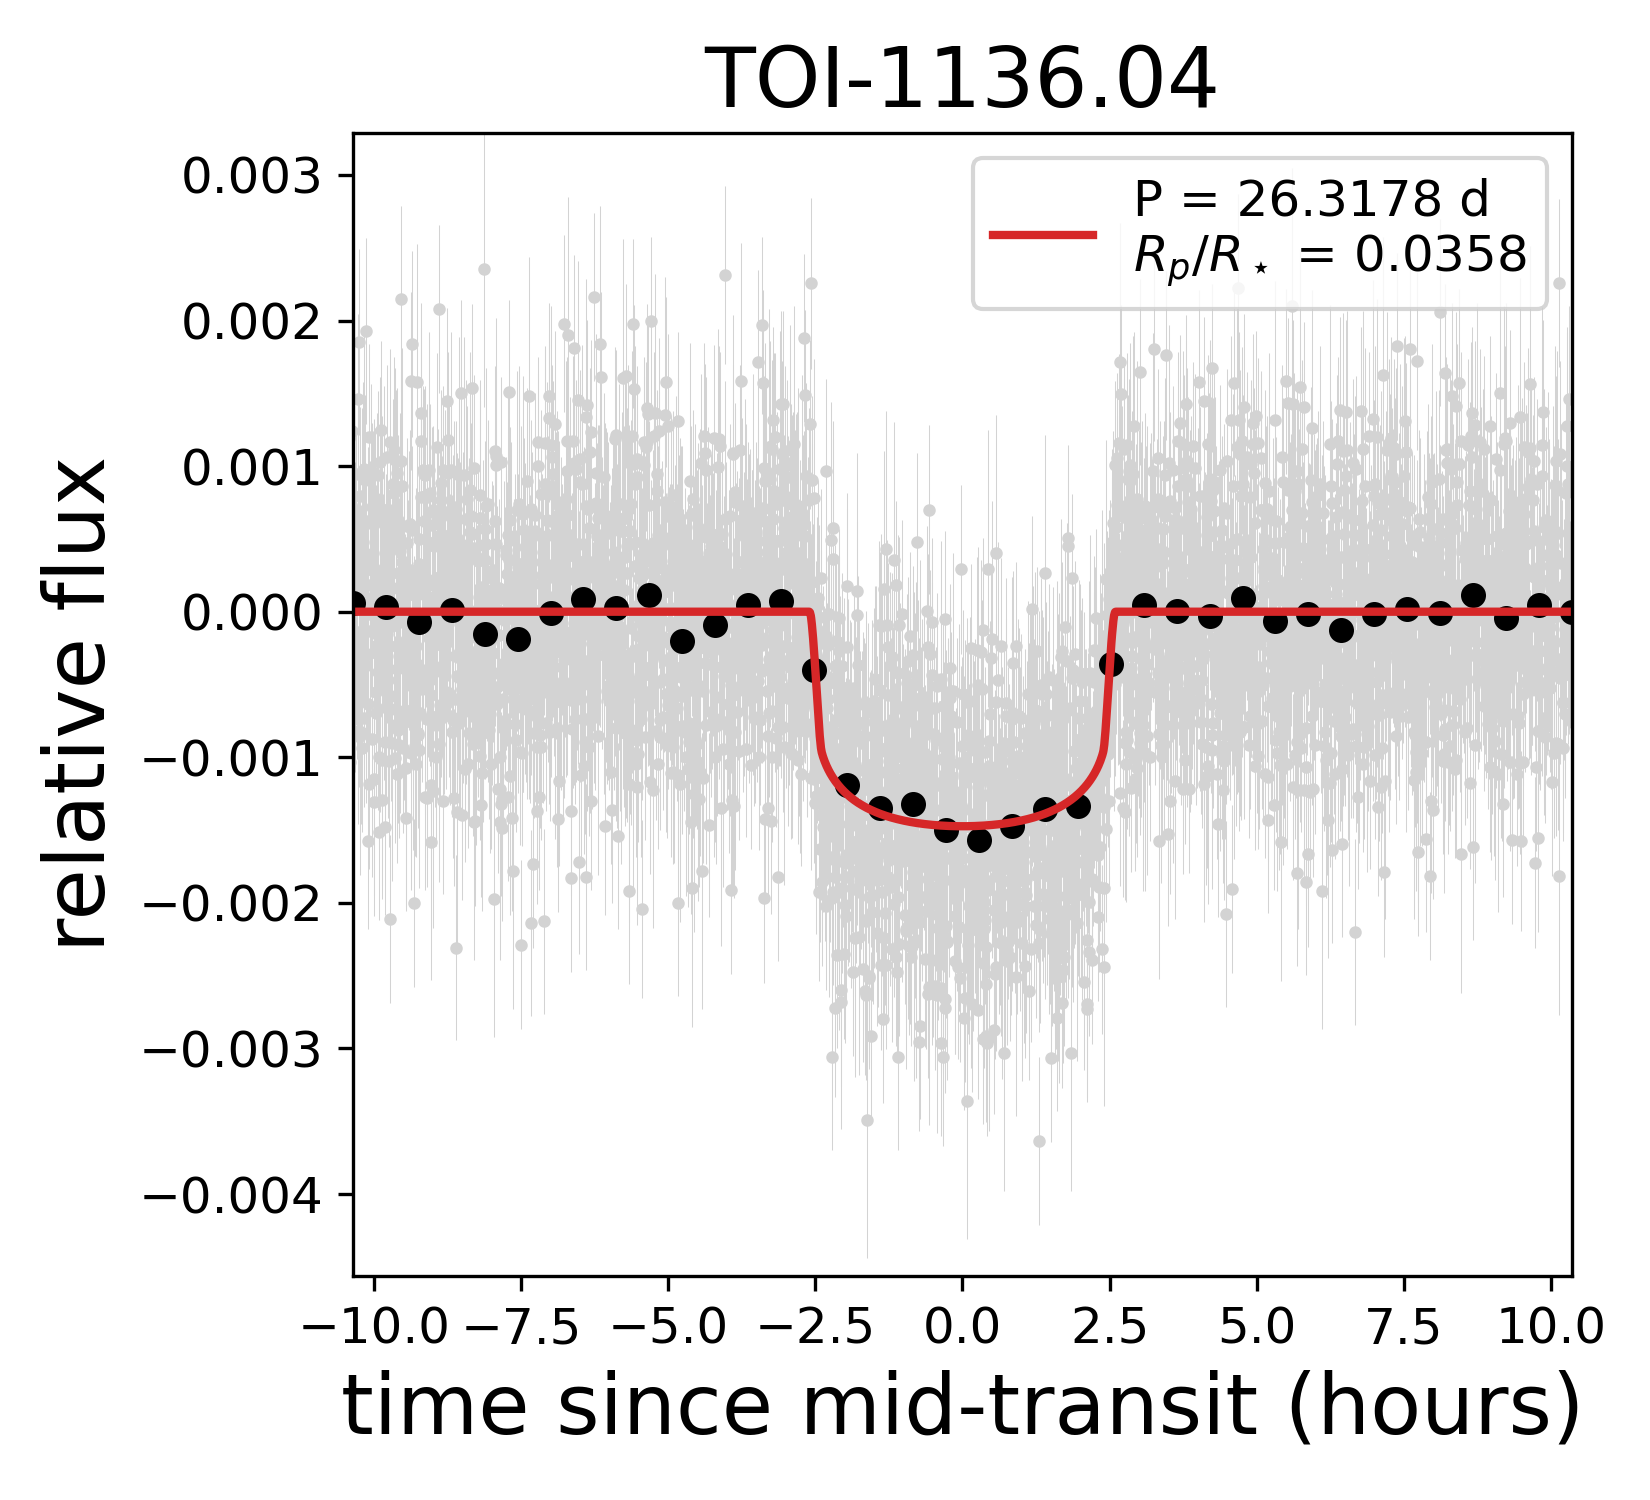 TOI-1136.04
P = 26.3178 d
Rₚ/R⋆ = 0.0358
0.003
0.002
0.001
0.000
−0.001
−0.002
−0.003
−0.004
relative flux
−10.0 −7.5 −5.0 −2.5 0.0 2.5 5.0 7.5 10.0
time since mid-transit (hours)